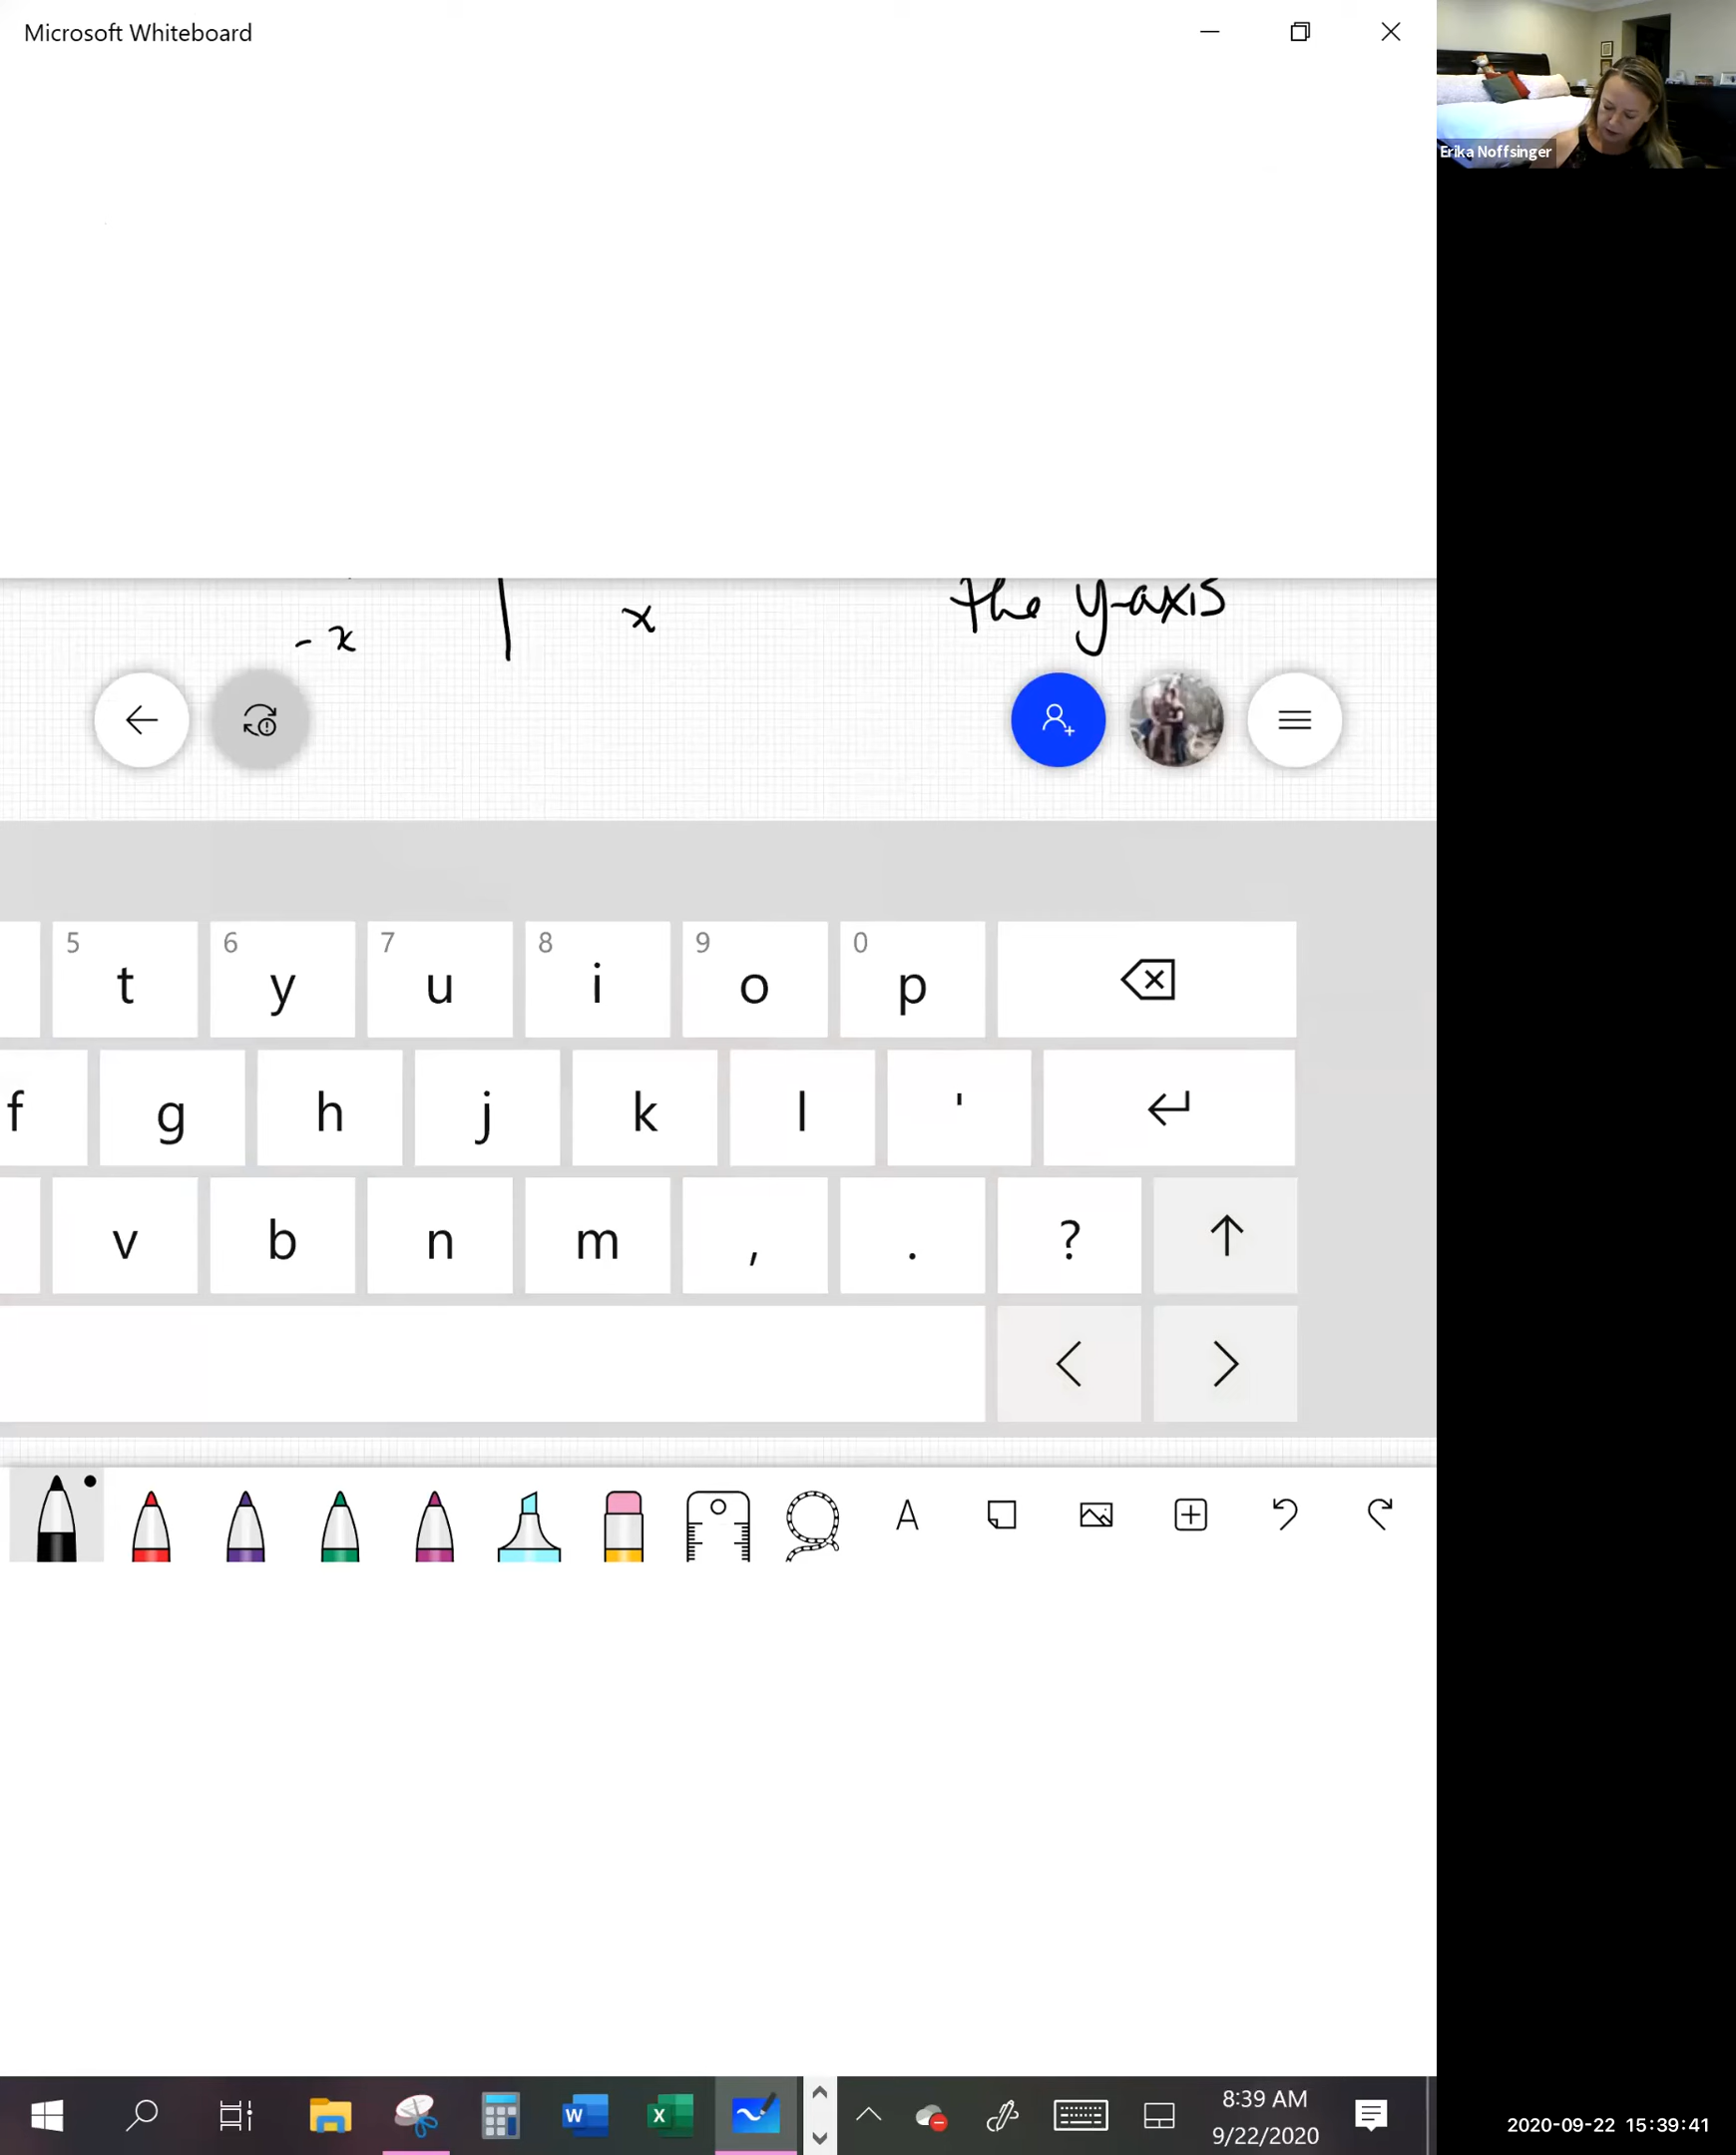 Microsoft Whiteboard
Erika Noffsinger
the y-axis
x
- x
5 6 7 8 9 0
t y u i o p
f g h j k l '
v b n m , . ?
A
W X
8:39 AM
9/22/2020
2020-09-22 15:39:41